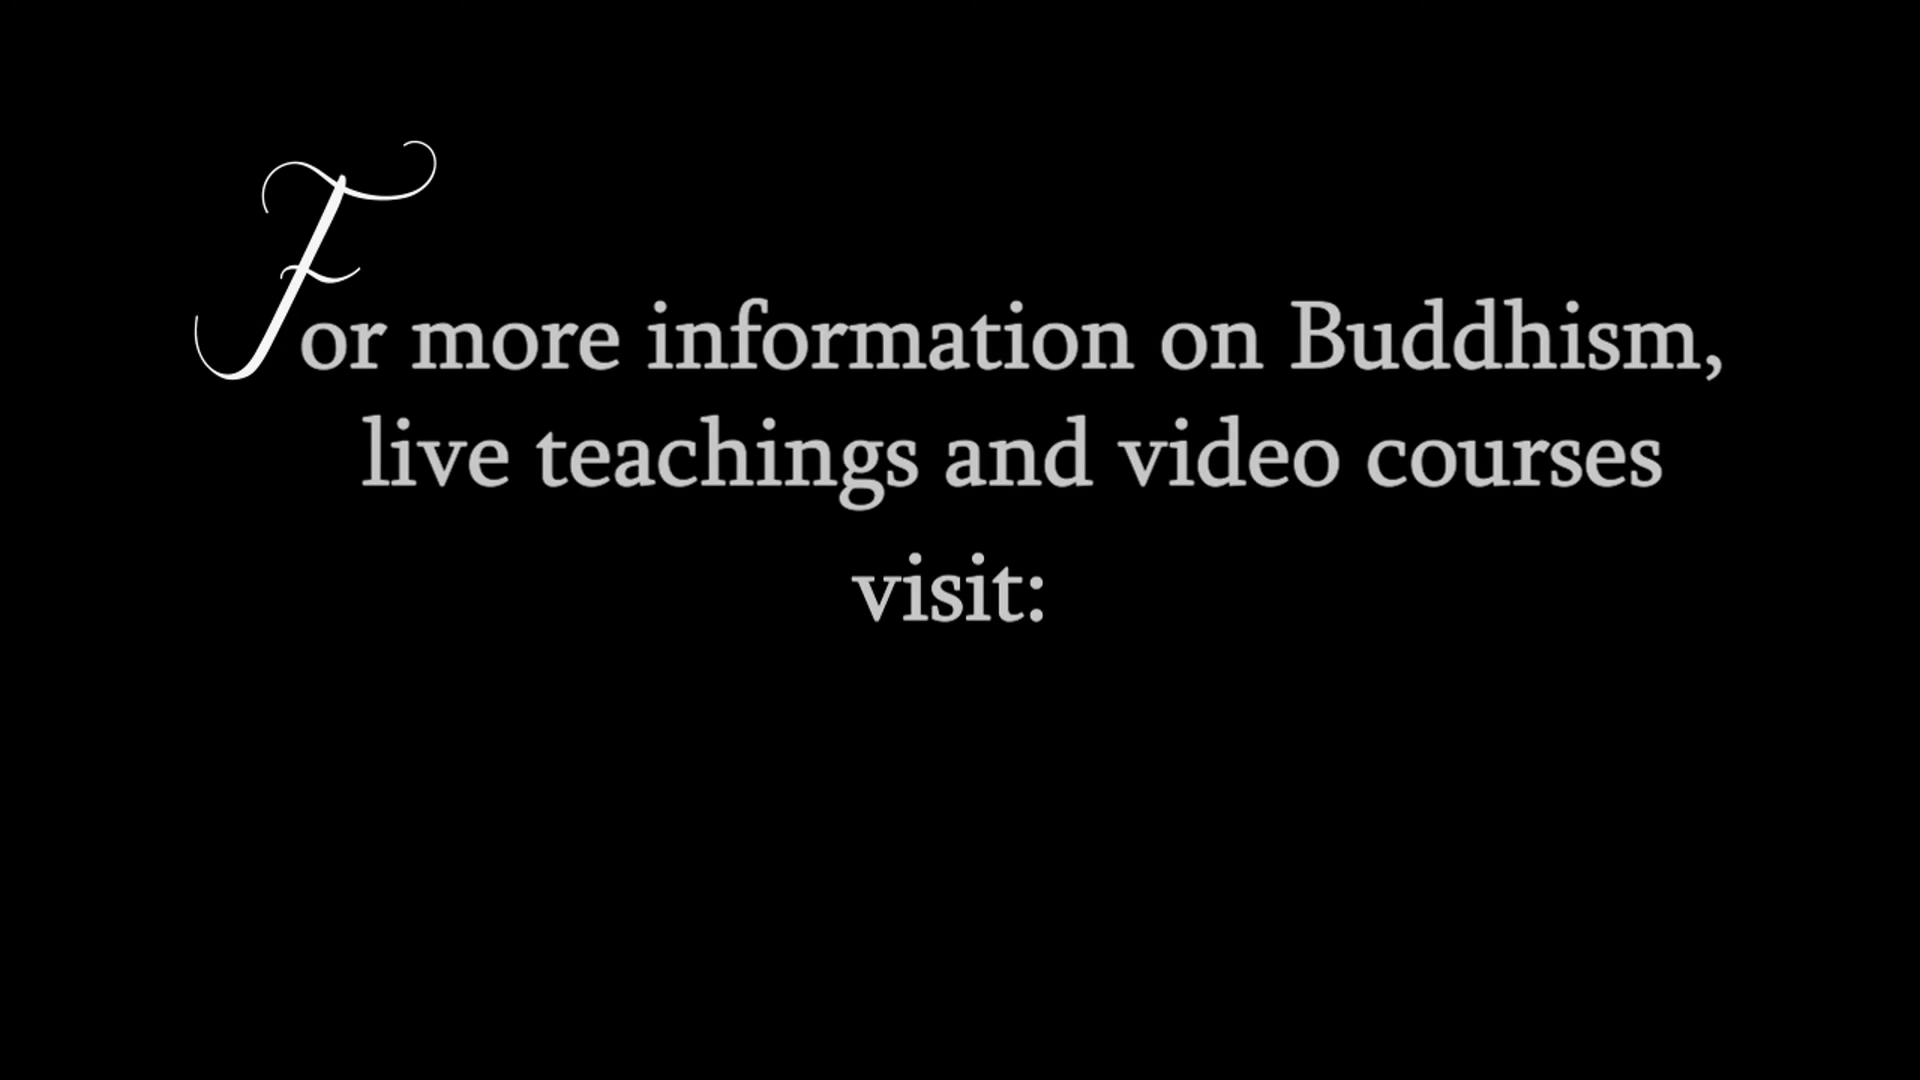 For more information on Buddhism,
live teachings and video courses
visit: